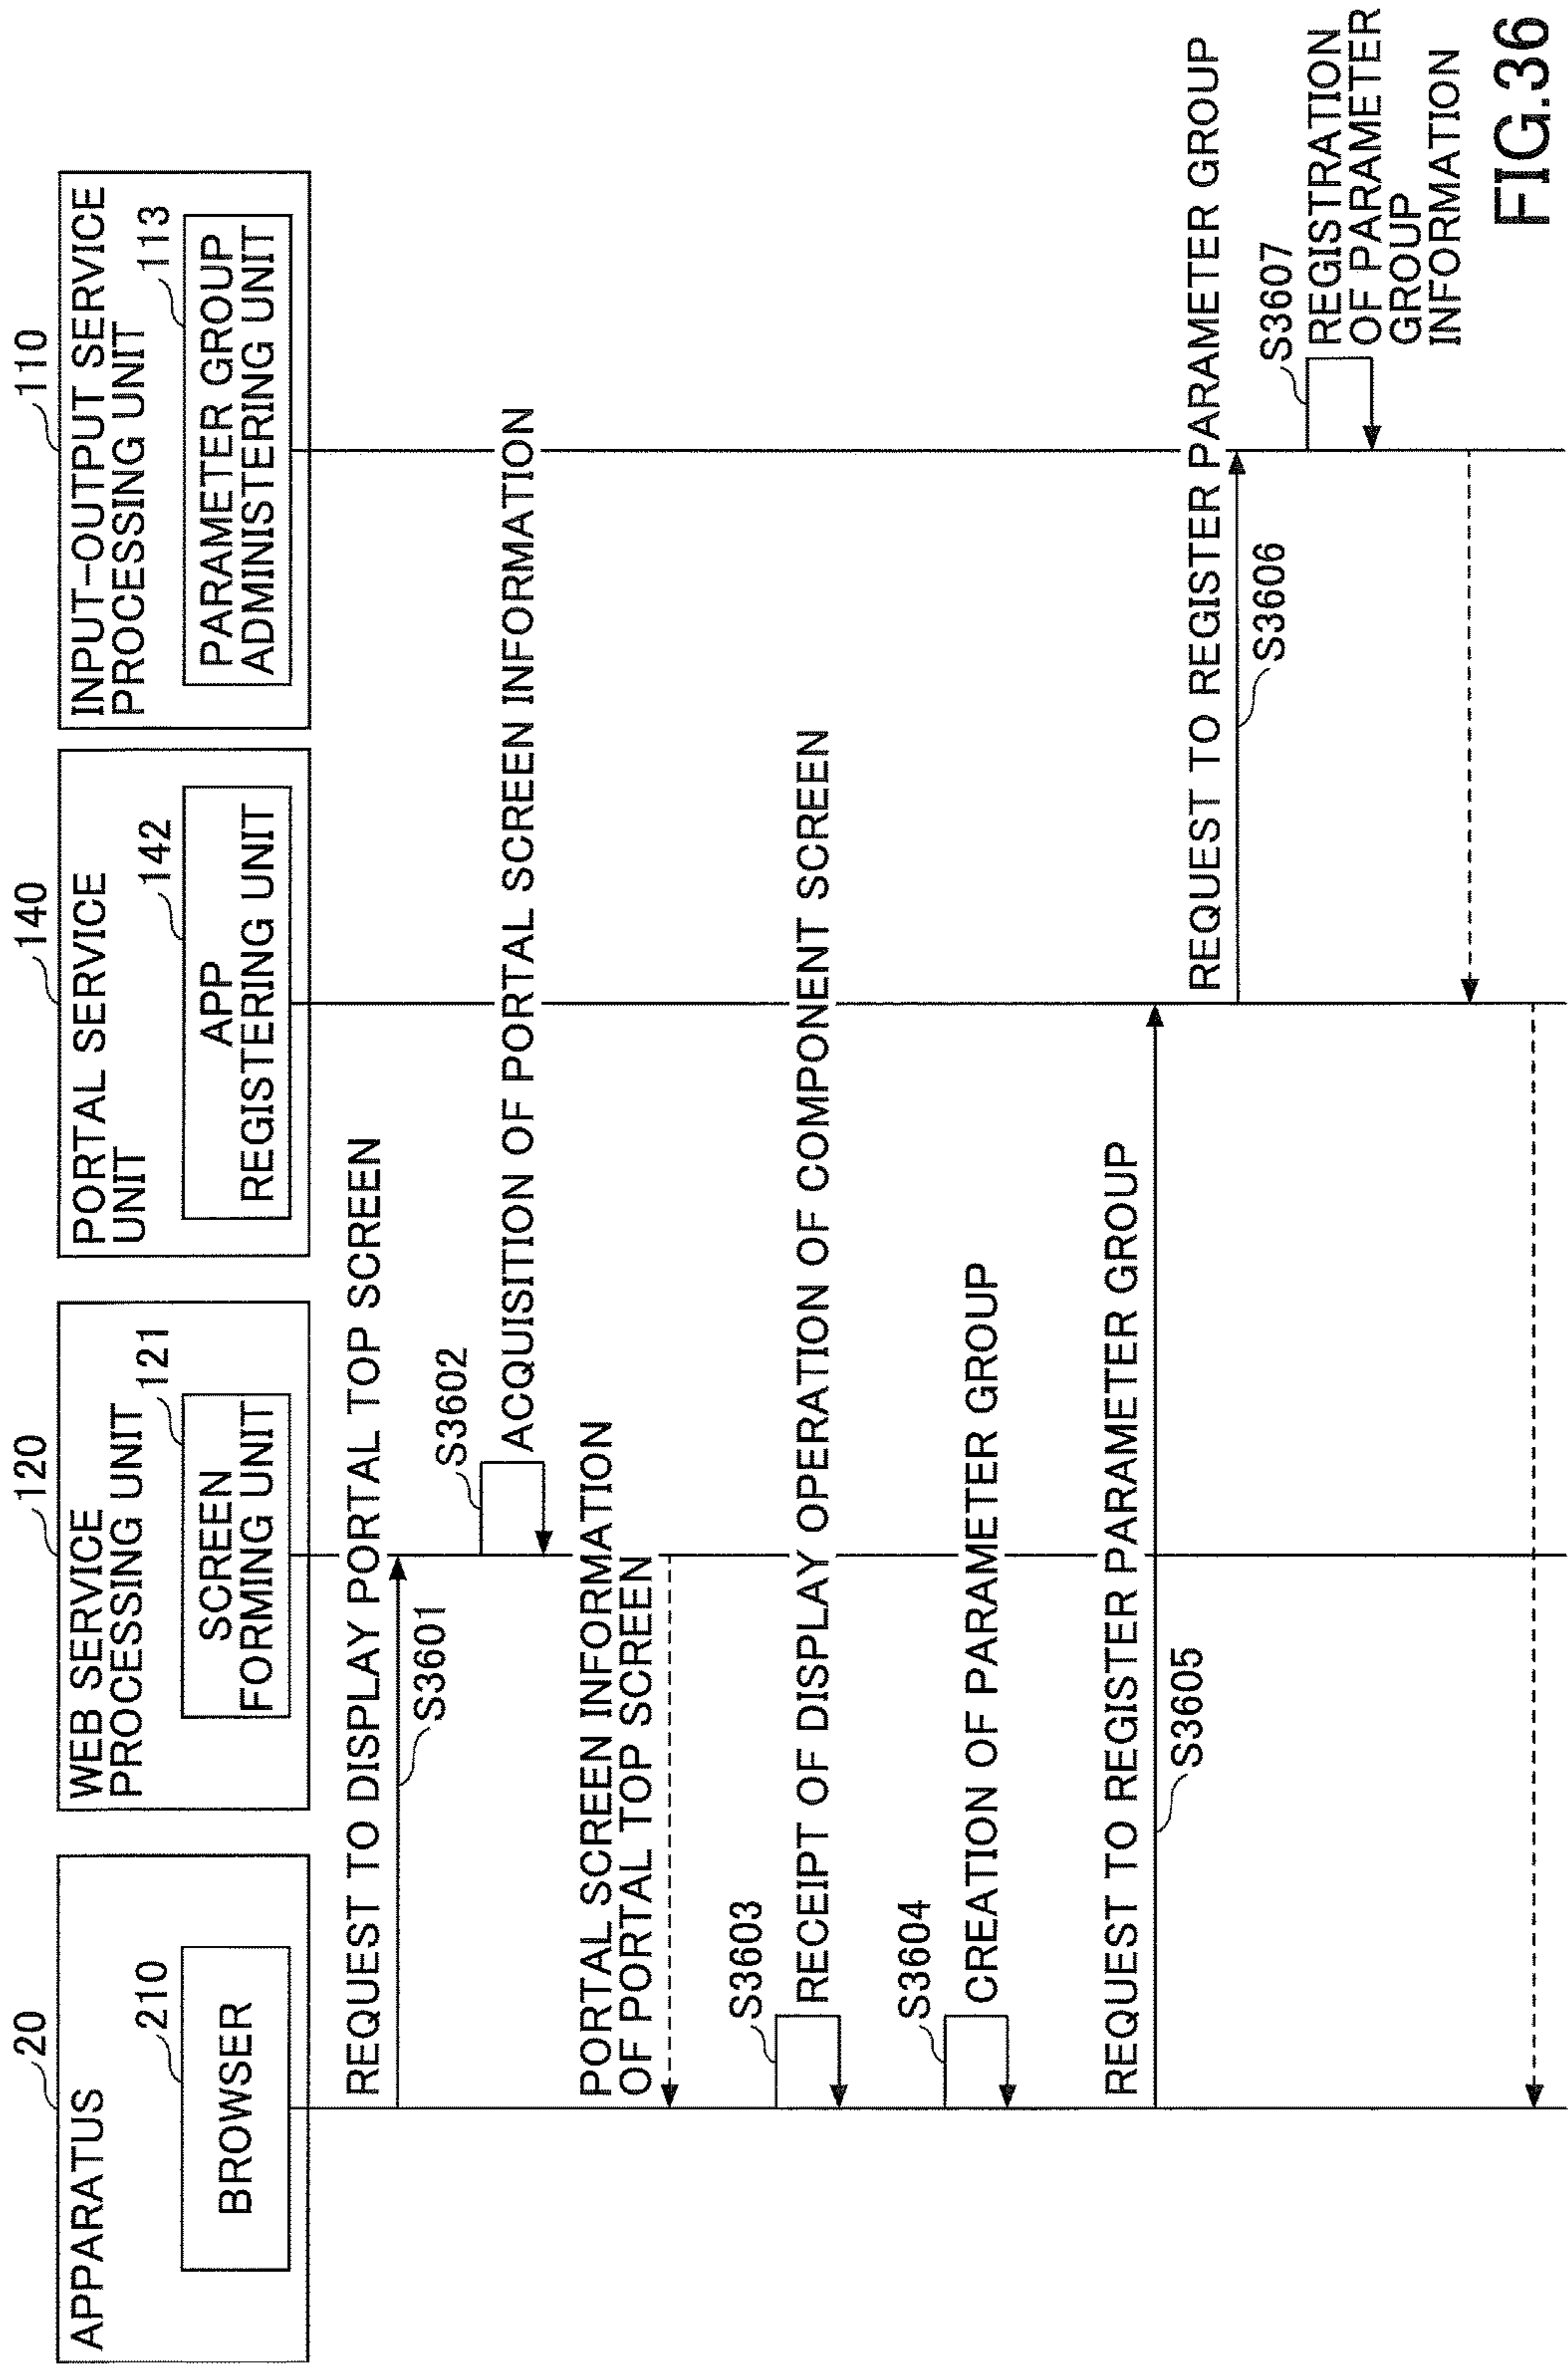 APPARATUS
20
BROWSER
210
WEB SERVICE
PROCESSING UNIT
120
SCREEN
FORMING UNIT
121
PORTAL SERVICE
UNIT
140
APP
REGISTERING UNIT
142
INPUT-OUTPUT SERVICE
PROCESSING UNIT
110
PARAMETER GROUP
ADMINISTERING UNIT
113
REQUEST TO DISPLAY PORTAL TOP SCREEN
S3601
S3602
ACQUISITION OF PORTAL SCREEN INFORMATION
PORTAL SCREEN INFORMATION
OF PORTAL TOP SCREEN
S3603
RECEIPT OF DISPLAY OPERATION OF COMPONENT SCREEN
S3604
CREATION OF PARAMETER GROUP
REQUEST TO REGISTER PARAMETER GROUP
S3605
REQUEST TO REGISTER PARAMETER GROUP
S3606
S3607
REGISTRATION
OF PARAMETER
GROUP
INFORMATION
FIG.36